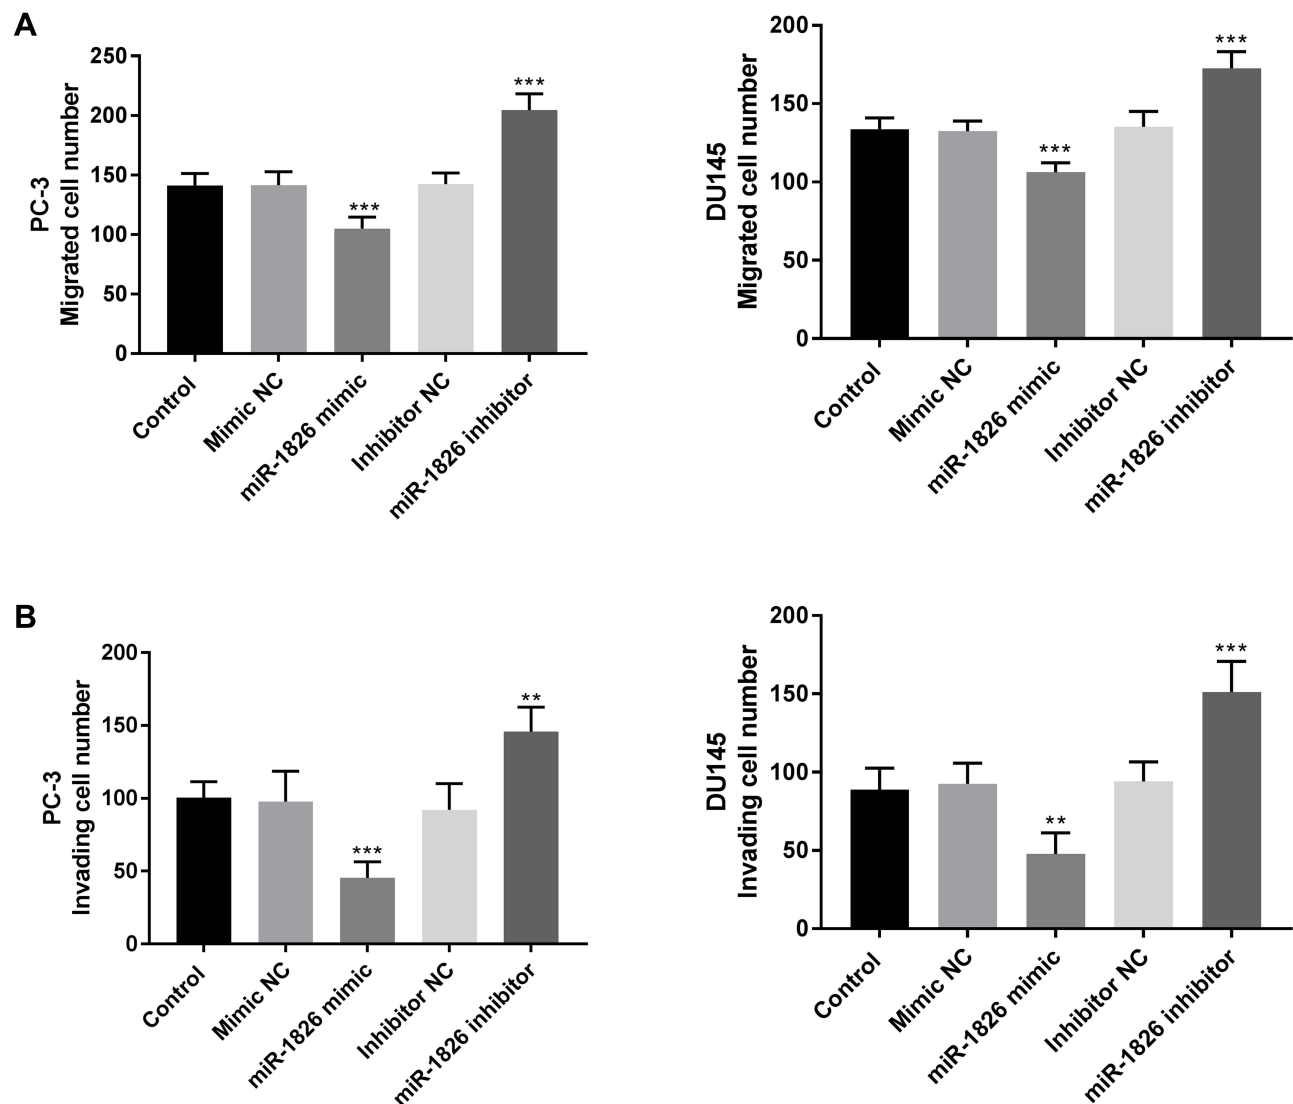 A
PC-3
Migrated cell number
250
200
150
100
50
0
***
***
Control
Mimic NC
miR-1826 mimic
Inhibitor NC
miR-1826 inhibitor
DU145
Migrated cell number
200
150
100
50
0
***
***
Control
Mimic NC
miR-1826 mimic
Inhibitor NC
miR-1826 inhibitor
B
PC-3
Invading cell number
200
150
100
50
0
***
**
Control
Mimic NC
miR-1826 mimic
Inhibitor NC
miR-1826 inhibitor
DU145
Invading cell number
200
150
100
50
0
**
***
Control
Mimic NC
miR-1826 mimic
Inhibitor NC
miR-1826 inhibitor